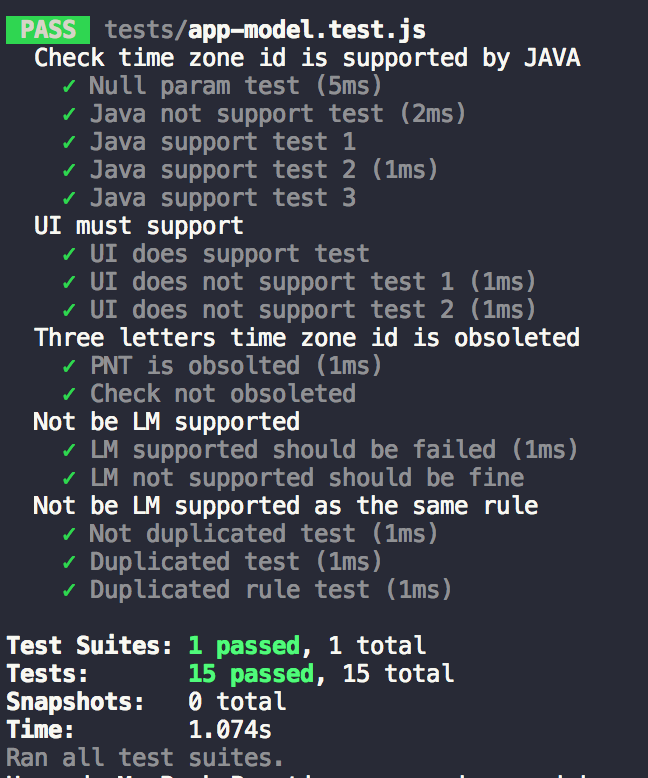 PASS tests/app-model.test.js
Check time zone id is supported by JAVA
✓ Null param test (5ms)
✓ Java not support test (2ms)
✓ Java support test 1
✓ Java support test 2 (1ms)
✓ Java support test 3
UI must support
✓ UI does support test
✓ UI does not support test 1 (1ms)
✓ UI does not support test 2 (1ms)
Three letters time zone id is obsoleted
✓ PNT is obsolted (1ms)
✓ Check not obsoleted
Not be LM supported
✓ LM supported should be failed (1ms)
✓ LM not supported should be fine
Not be LM supported as the same rule
✓ Not duplicated test (1ms)
✓ Duplicated test (1ms)
✓ Duplicated rule test (1ms)
Test Suites: 1 passed, 1 total
Tests: 15 passed, 15 total
Snapshots: 0 total
Time: 1.074s
Ran all test suites.